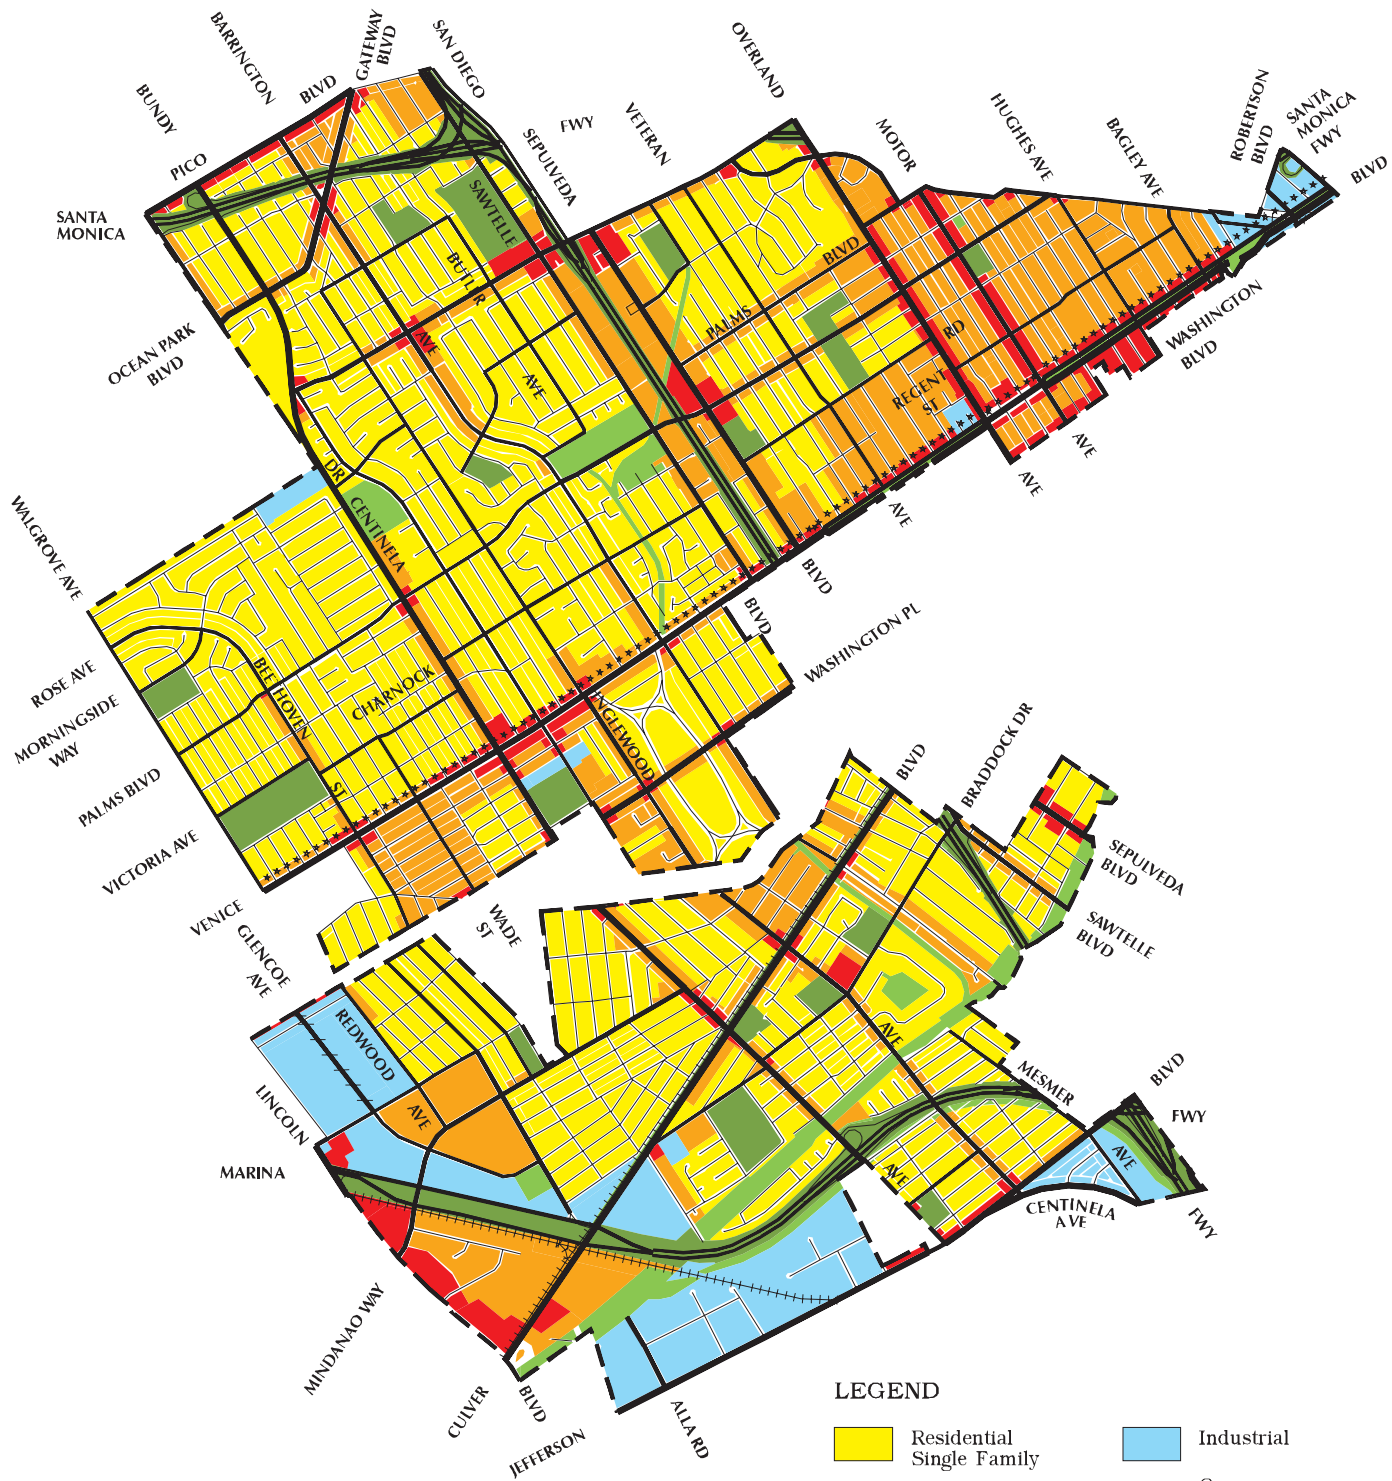 BUNDY
BARRINGTON
BLVD
GATEWAY
BLVD
SAN DIEGO
FWY
SEPULVEDA
VETERAN
OVERLAND
MOTOR
HUGHES AVE
BAGLEY AVE
ROBERTSON
BLVD
SANTA
MONICA
FWY
BLVD
PICO
SANTA
MONICA
SAWTELLE
BUTLER
AVE
AVE
OCEAN PARK
BLVD
PALMS
BLVD
RD
REGENT
ST
WASHINGTON
BLVD
AVE
AVE
AVE
BLVD
BLVD
WASHINGTON PL
DR
CENTINELA
WALGROVE AVE
ROSE AVE
MORNINGSIDE
WAY
PALMS BLVD
VICTORIA AVE
VENICE
BEETHOVEN
ST
CHARNOCK
INGLEWOOD
GLENCOE
AVE
WADE
ST
BLVD
BRADDOCK DR
SEPULVEDA
BLVD
SAWTELLE
BLVD
REDWOOD
AVE
LINCOLN
MARINA
AVE
MESMER
AVE
BLVD
FWY
AVE
CENTINELA
AVE
FWY
MINDANAO WAY
CULVER
BLVD
JEFFERSON
ALLA RD
LEGEND
Residential
Single Family
Industrial